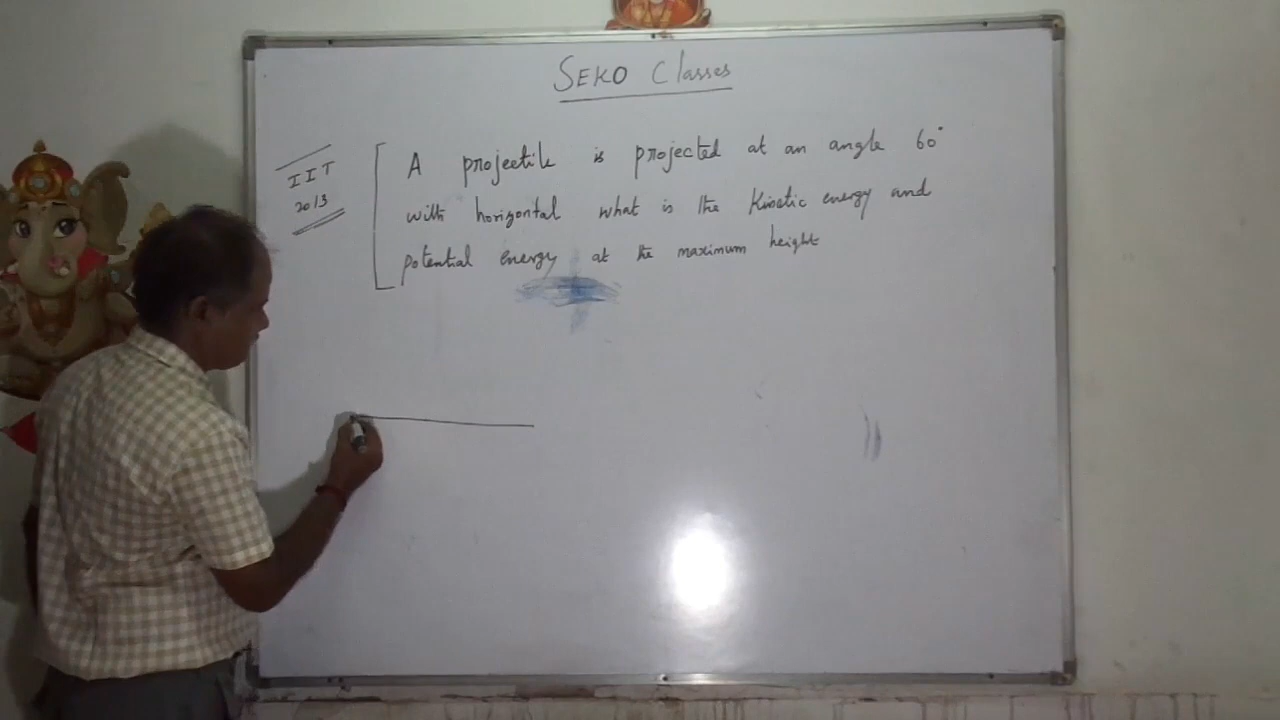 SEKO Classes
IIT
2013
A projectile is projected at an angle 60°
with horizontal what is the Kinetic energy and
potential energy at the maximum height